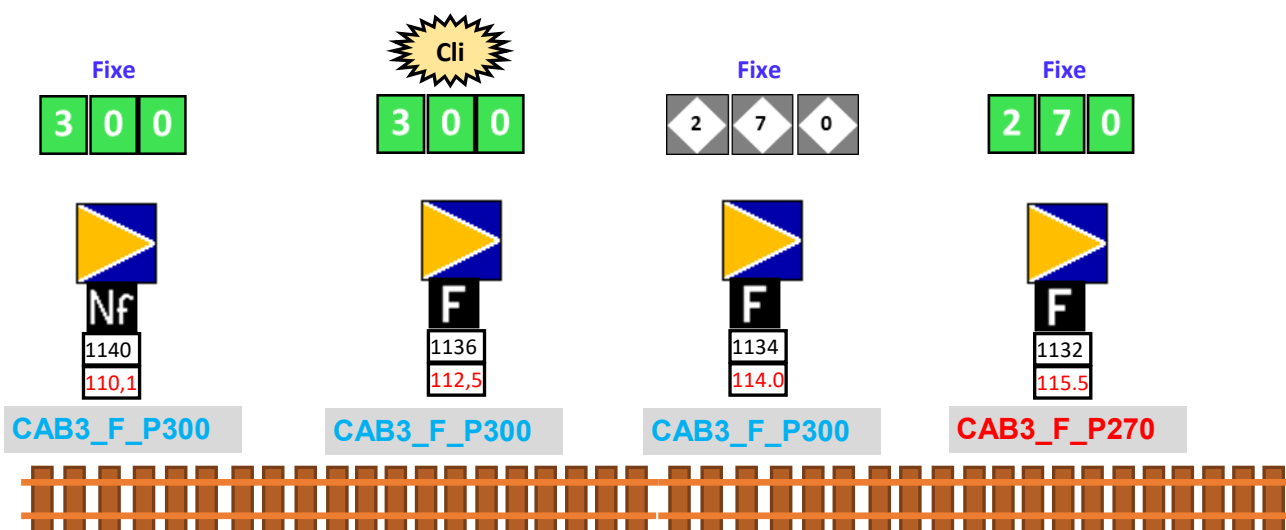 Cli
Fixe
Fixe
Fixe
3 0 0
3 0 0
2 7 0
2 7 0
Nf
F
F
F
1140
1136
1134
1132
110,1
112,5
114.0
115.5
CAB3_F_P300
CAB3_F_P300
CAB3_F_P300
CAB3_F_P270